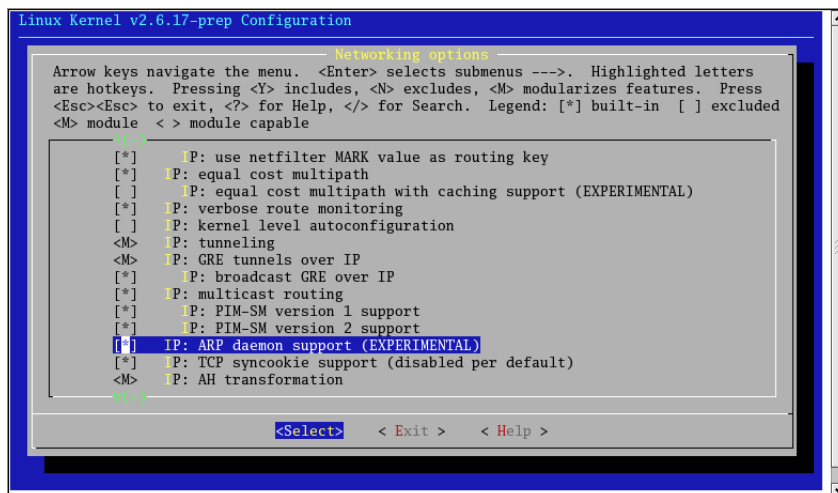 Linux Kernel v2.6.17-prep Configuration
Networking options
Arrow keys navigate the menu.  <Enter> selects submenus --->.  Highlighted letters
are hotkeys.  Pressing <Y> includes, <N> excludes, <M> modularizes features.  Press
<Esc><Esc> to exit, <?> for Help, </> for Search.  Legend: [*] built-in  [ ] excluded
<M> module  < > module capable
^(-)
[*]     IP: use netfilter MARK value as routing key
[*]   IP: equal cost multipath
[ ]     IP: equal cost multipath with caching support (EXPERIMENTAL)
[*]   IP: verbose route monitoring
[ ]   IP: kernel level autoconfiguration
<M>   IP: tunneling
<M>   IP: GRE tunnels over IP
[*]     IP: broadcast GRE over IP
[*]   IP: multicast routing
[*]     IP: PIM-SM version 1 support
[*]     IP: PIM-SM version 2 support
[*]   IP: ARP daemon support (EXPERIMENTAL)
[*]   IP: TCP syncookie support (disabled per default)
<M>   IP: AH transformation
v(+)
<Select>    < Exit >    < Help >